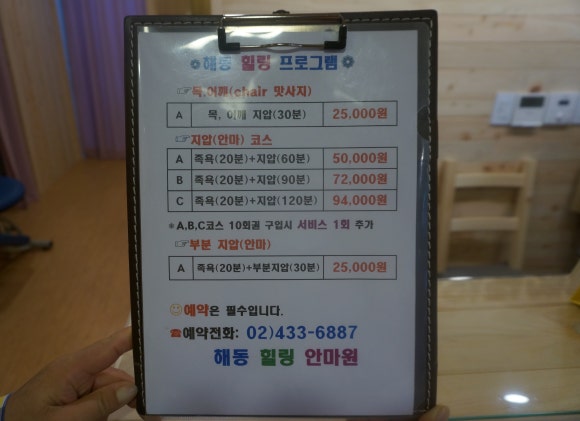 해동 힐링 프로그램
☞목,어깨(chair 맛사지)
A 목, 어깨 지압(30분) 25,000원
☞지압(안마) 코스
A 족욕(20분)+지압(60분) 50,000원
B 족욕(20분)+지압(90분) 72,000원
C 족욕(20분)+지압(120분) 94,000원
*A,B,C코스 10회권 구입시 서비스 1회 추가
☞부분 지압(안마)
A 족욕(20분)+부분지압(30분) 25,000원
☺예약은 필수입니다.
☎예약전화: 02)433-6887
해동 힐링 안마원